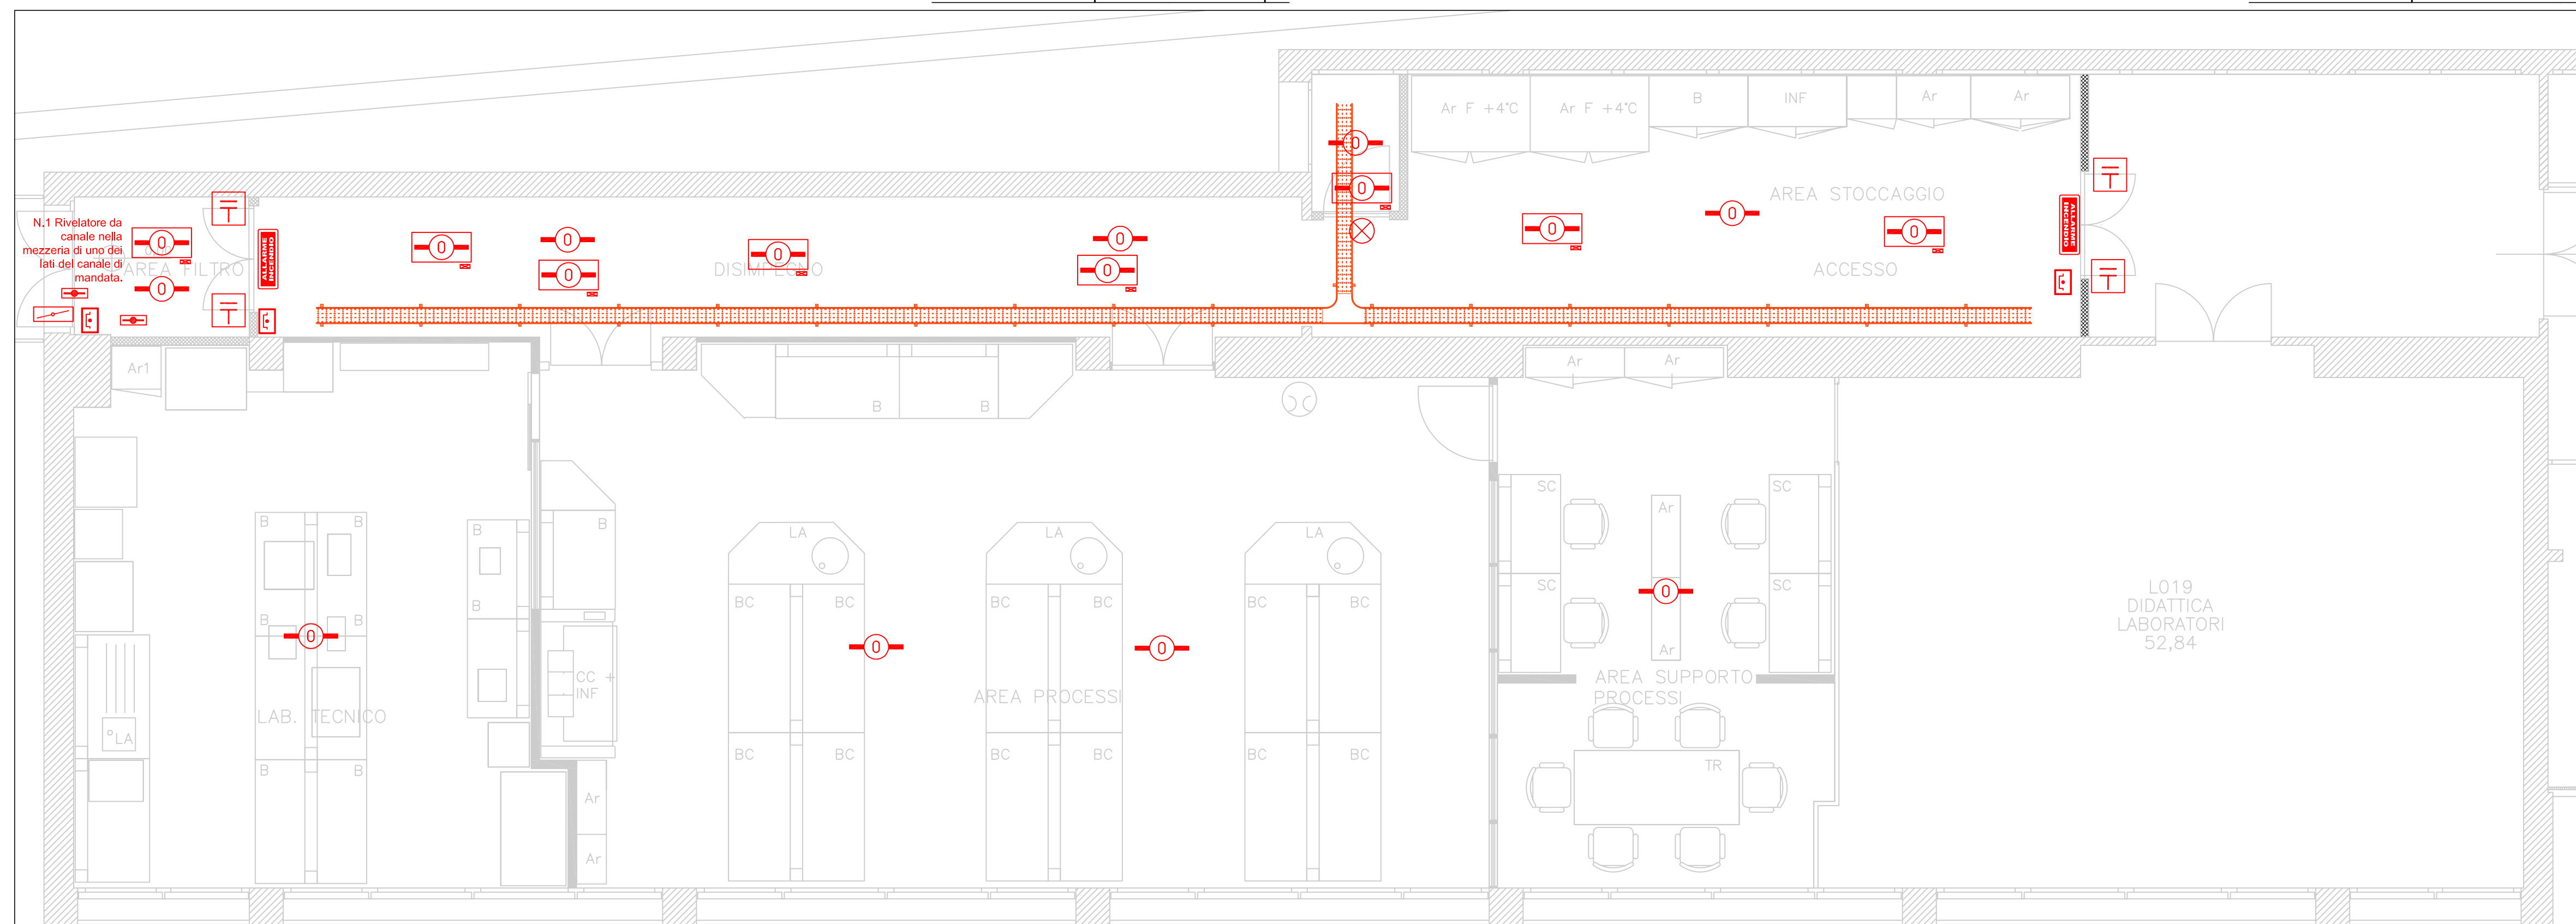 Ar F +4°C
Ar F +4°C
B
INF
Ar
Ar
AREA STOCCAGGIO
ACCESSO
N.1 Rivelatore da
canale nella
mezzeria di uno dei
lati del canale di
mandata.
AREA FILTRO
ALLARME
INCENDIO
DISIMPEGNO
ALLARME
INCENDIO
O
O
O
O
O
O
O
O
O
O
O
O
O
O
Ar1
B
B
Ar
Ar
B
B
B
B
B
B
B
B
B
LA
LAB. TECNICO
CC +
INF
Ar
Ar
LA
LA
LA
BC
BC
BC
BC
BC
BC
O
O
O
AREA PROCESSI
BC
BC
BC
BC
BC
BC
SC
SC
SC
SC
Ar
O
Ar
AREA SUPPORTO
PROCESSI
TR
L019
DIDATTICA
LABORATORI
52,84